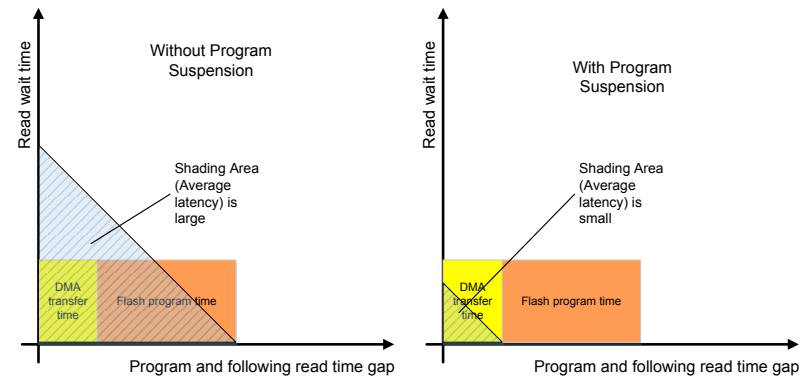 Without Program
Suspension
Read wait time
Shading Area
(Average
latency) is
large
DMA
transfer
time
Flash program time
Program and following read time gap
With Program
Suspension
Read wait time
Shading Area
(Average
latency) is
small
DMA
transfer
time
Flash program time
Program and following read time gap